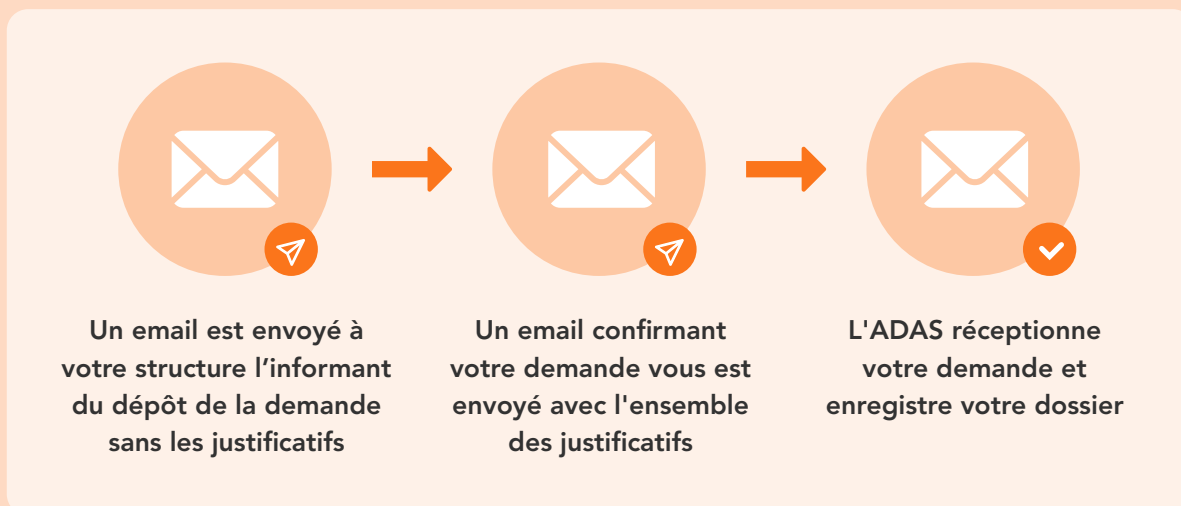 Un email est envoyé à
votre structure l’informant
du dépôt de la demande
sans les justificatifs
Un email confirmant
votre demande vous est
envoyé avec l'ensemble
des justificatifs
L'ADAS réceptionne
votre demande et
enregistre votre dossier